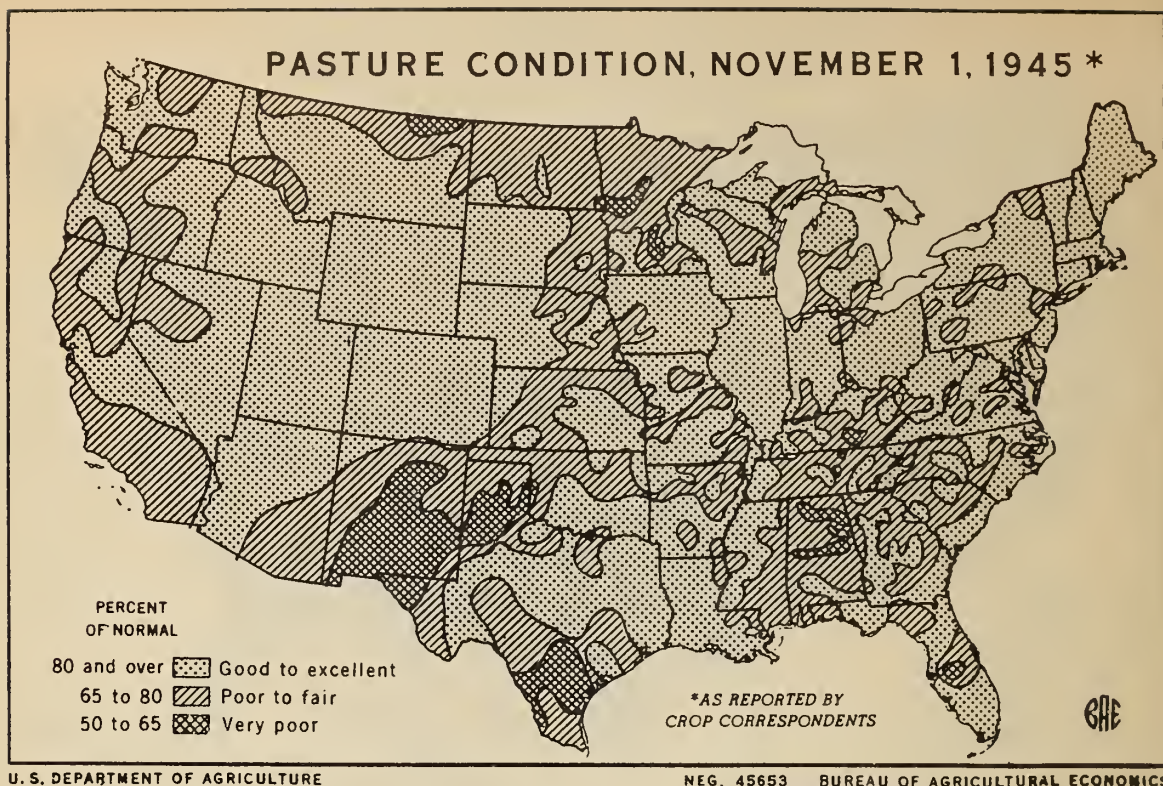 PASTURE CONDITION, NOVEMBER 1, 1945 *
PERCENT
OF NORMAL
80 and over Good to excellent
65 to 80 Poor to fair
50 to 65 Very poor
*AS REPORTED BY
CROP CORRESPONDENTS
BAE
U. S. DEPARTMENT OF AGRICULTURE NEG. 45653 BUREAU OF AGRICULTURAL ECONOMICS